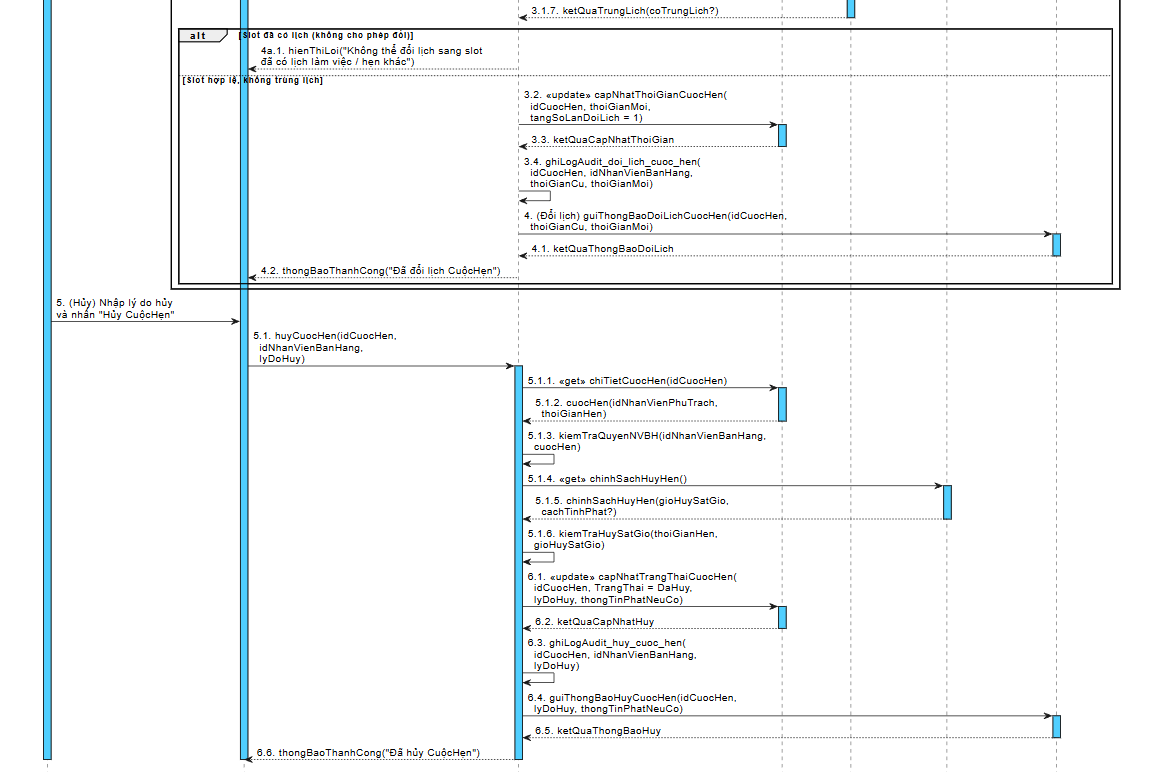 3.1.7. ketQuaTrungLich(coTrungLich?)
alt
[Slot đã có lịch (không cho phép đổi)]
4a.1. hienThiLoi("Không thể đổi lịch sang slot
đã có lịch làm việc / hẹn khác")
[Slot hợp lệ, không trùng lịch]
3.2. «update» capNhatThoiGianCuocHen(
idCuocHen, thoiGianMoi,
tangSoLanDoiLich = 1)
3.3. ketQuaCapNhatThoiGian
3.4. ghiLogAudit_doi_lich_cuoc_hen(
idCuocHen, idNhanVienBanHang,
thoiGianCu, thoiGianMoi)
4. (Đổi lịch) guiThongBaoDoiLichCuocHen(idCuocHen,
thoiGianCu, thoiGianMoi)
4.1. ketQuaThongBaoDoiLich
4.2. thongBaoThanhCong("Đã đổi lịch CuộcHẹn")
5. (Hủy) Nhập lý do hủy
và nhấn "Hủy CuộcHẹn"
5.1. huyCuocHen(idCuocHen,
idNhanVienBanHang,
lyDoHuy)
5.1.1. «get» chiTietCuocHen(idCuocHen)
5.1.2. cuocHen(idNhanVienPhuTrach,
thoiGianHen)
5.1.3. kiemTraQuyenNVBH(idNhanVienBanHang,
cuocHen)
5.1.4. «get» chinhSachHuyHen()
5.1.5. chinhSachHuyHen(gioHuySatGio,
cachTinhPhat?)
5.1.6. kiemTraHuySatGio(thoiGianHen,
gioHuySatGio)
6.1. «update» capNhatTrangThaiCuocHen(
idCuocHen, TrangThai = DaHuy,
lyDoHuy, thongTinPhatNeuCo)
6.2. ketQuaCapNhatHuy
6.3. ghiLogAudit_huy_cuoc_hen(
idCuocHen, idNhanVienBanHang,
lyDoHuy)
6.4. guiThongBaoHuyCuocHen(idCuocHen,
lyDoHuy, thongTinPhatNeuCo)
6.5. ketQuaThongBaoHuy
6.6. thongBaoThanhCong("Đã hủy CuộcHẹn")